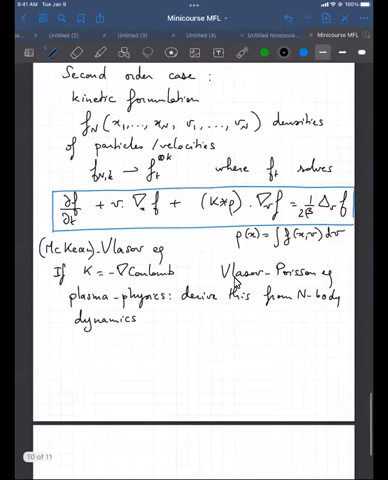 9:41 AM Tue Jan 9
100%
Minicourse MFL
Untitled (2)
Untitled (3)
Untitled (4)
Untitled Notebook...
Minicourse MFL
Second order case :
kinetic formulation
f_N (x_1, ..., x_N, v_1, ..., v_N) densities
of particles/velocities
f_{N,k} → f_t^{⊗k} where f_t solves
∂f/∂t + v · ∇_x f + (K*ρ) · ∇_v f = 1/2β Δ_v f
ρ(x) = ∫ f(x,v) dv
(McKean)-Vlasov eq
If K = -∇Coulomb Vlasov-Poisson eq
plasma-physics: derive this from N-body
dynamics
10 of 11